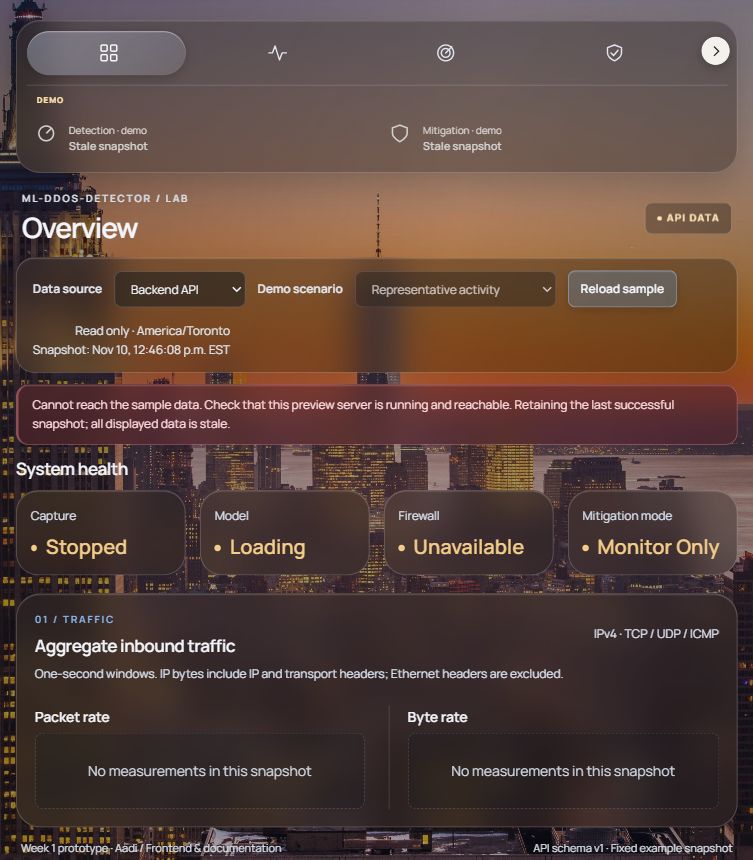 DEMO
Detection · demo
Stale snapshot
Mitigation · demo
Stale snapshot
ML-DDOS-DETECTOR / LAB
Overview
• API DATA
Data source
Backend API
Demo scenario
Representative activity
Reload sample
Read only · America/Toronto
Snapshot: Nov 10, 12:46:08 p.m. EST
Cannot reach the sample data. Check that this preview server is running and reachable. Retaining the last successful
snapshot; all displayed data is stale.
System health
Capture
• Stopped
Model
• Loading
Firewall
• Unavailable
Mitigation mode
• Monitor Only
01 / TRAFFIC
Aggregate inbound traffic
IPv4 · TCP / UDP / ICMP
One-second windows. IP bytes include IP and transport headers; Ethernet headers are excluded.
Packet rate
No measurements in this snapshot
Byte rate
No measurements in this snapshot
Week 1 prototype · Aadi / Frontend & documentation
API schema v1 · Fixed example snapshot